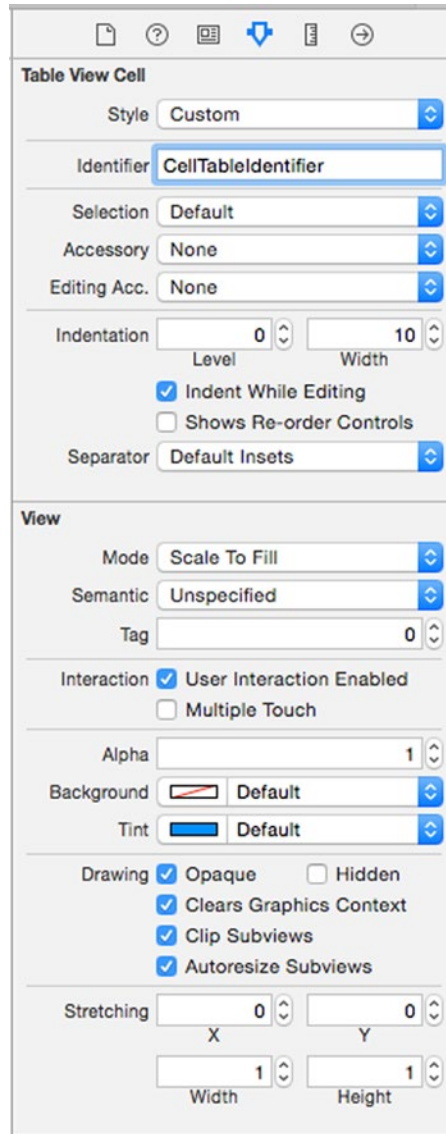 Table View Cell
Style Custom
Identifier CellTableIdentifier
Selection Default
Accessory None
Editing Acc. None
Indentation 0 10
Level Width
Indent While Editing
Shows Re-order Controls
Separator Default Insets
View
Mode Scale To Fill
Semantic Unspecified
Tag 0
Interaction User Interaction Enabled
Multiple Touch
Alpha 1
Background Default
Tint Default
Drawing Opaque Hidden
Clears Graphics Context
Clip Subviews
Autoresize Subviews
Stretching 0 0
X Y
1 1
Width Height